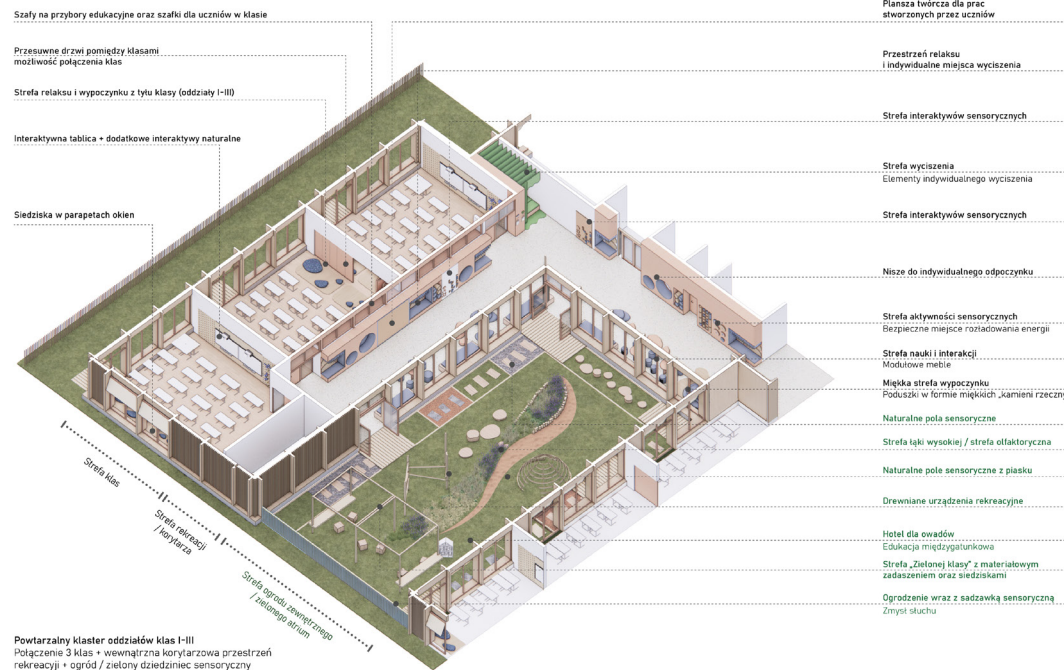 Szafy na przybory edukacyjne oraz szafki dla uczniów w klasie
Przesuwne drzwi pomiędzy klasami
możliwość połączenia klas
Strefa relaksu i wypoczynku z tyłu klasy (oddziały I-III)
Interaktywna tablica + dodatkowe interaktywy naturalne
Siedziska w parapetach okien
Plansza twórcza dla prac
stworzonych przez uczniów
Przestrzeń relaksu
i indywidualne miejsca wyciszenia
Strefa interaktywów sensorycznych
Strefa wyciszenia
Elementy indywidualnego wyciszenia
Strefa interaktywów sensorycznych
Nisze do indywidualnego odpoczynku
Strefa aktywności sensorycznych
Bezpieczne miejsce rozładowania energii
Strefa nauki i interakcji
Modułowe meble
Miękka strefa wypoczynku
Poduszki w formie miękkich „kamieni rzeczny
Naturalne pola sensoryczne
Strefa łąki wysokiej / strefa olfaktoryczna
Naturalne pole sensoryczne z piasku
Drewniane urządzenia rekreacyjne
Hotel dla owadów
Edukacja międzygatunkowa
Strefa „Zielonej klasy" z materiałowym
zadaszeniem oraz siedziskami
Ogrodzenie wraz z sadzawką sensoryczną
Zmysł słuchu
Strefa klas
Strefa rekreacji
/ korytarza
Strefa ogrodu zewnętrznego
/ zielonego atrium
Powtarzalny klaster oddziałów klas I-III
Połączenie 3 klas + wewnątrzna korytarzowa przestrzeń
rekreacyji + ogród / zielony dziedziniec sensoryczny